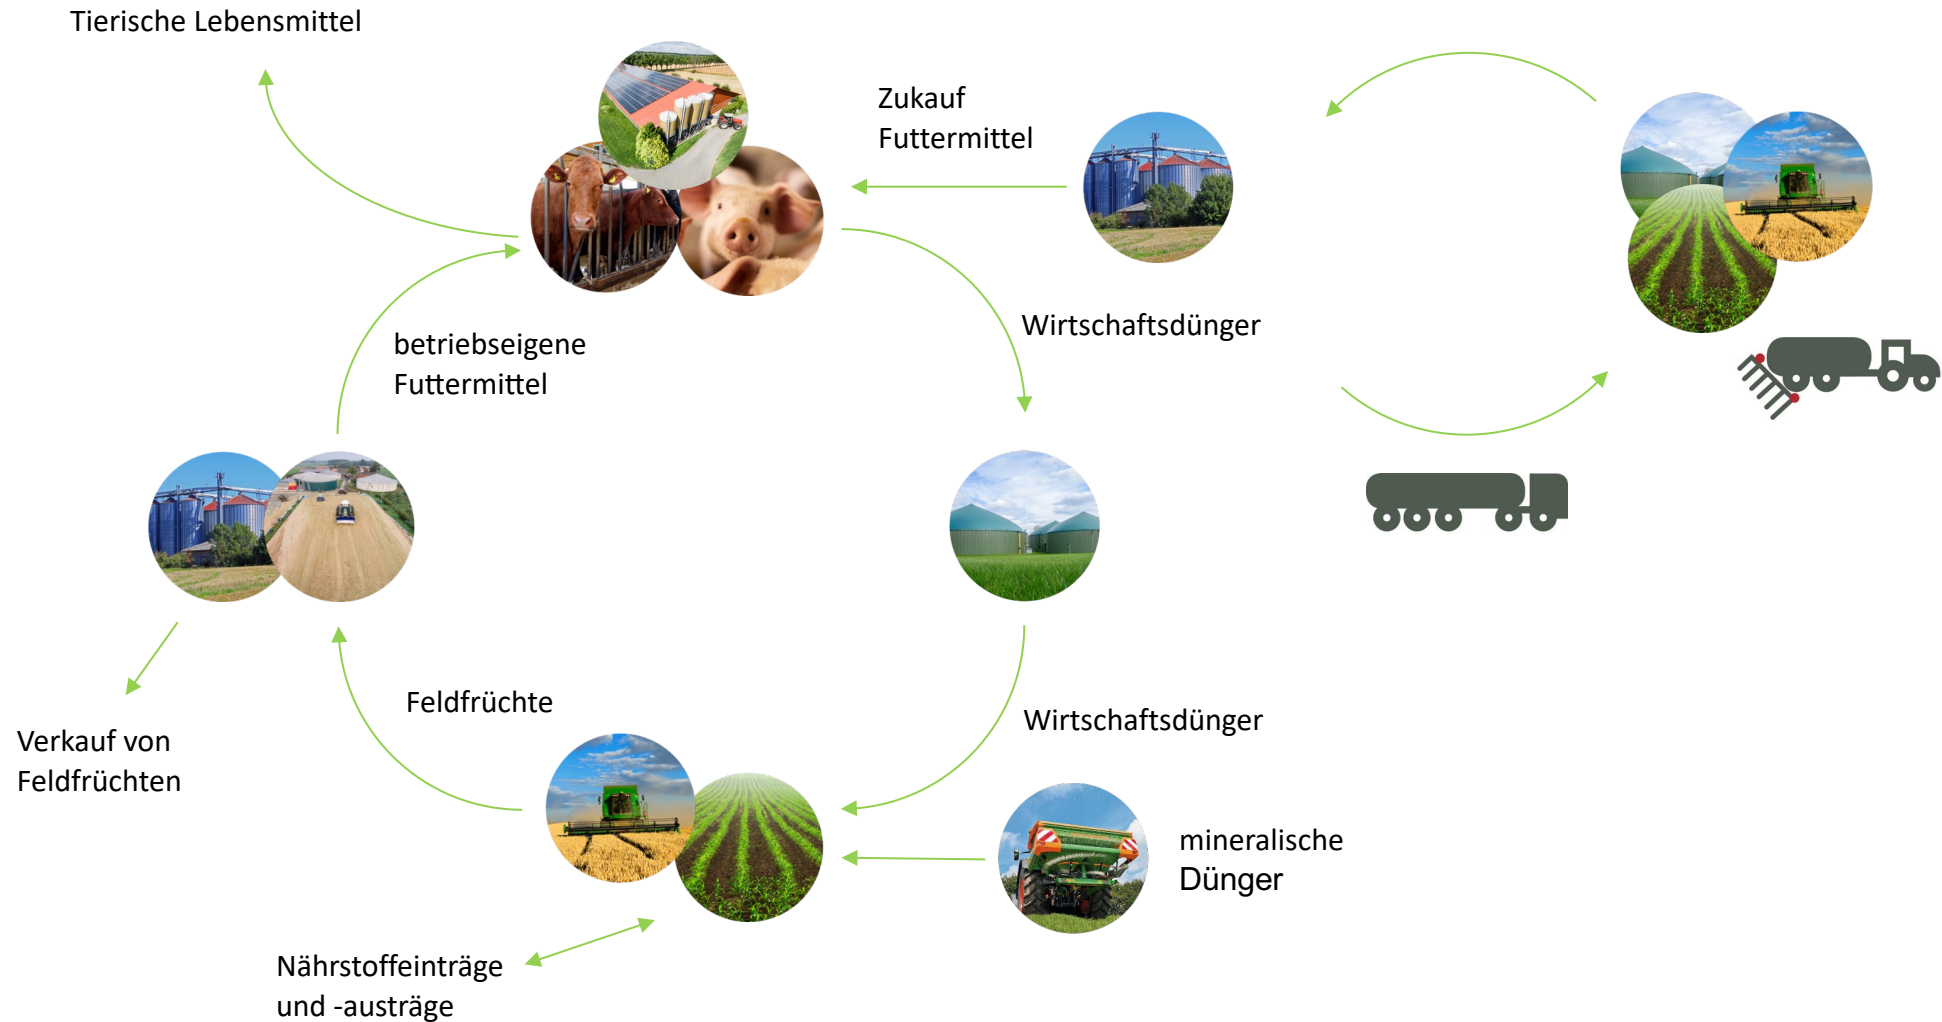 Tierische Lebensmittel
Zukauf
Futtermittel
Wirtschaftsdünger
betriebseigene
Futtermittel
Feldfrüchte
Wirtschaftsdünger
Verkauf von
Feldfrüchten
mineralische
Dünger
Nährstoffeinträge
und -austräge